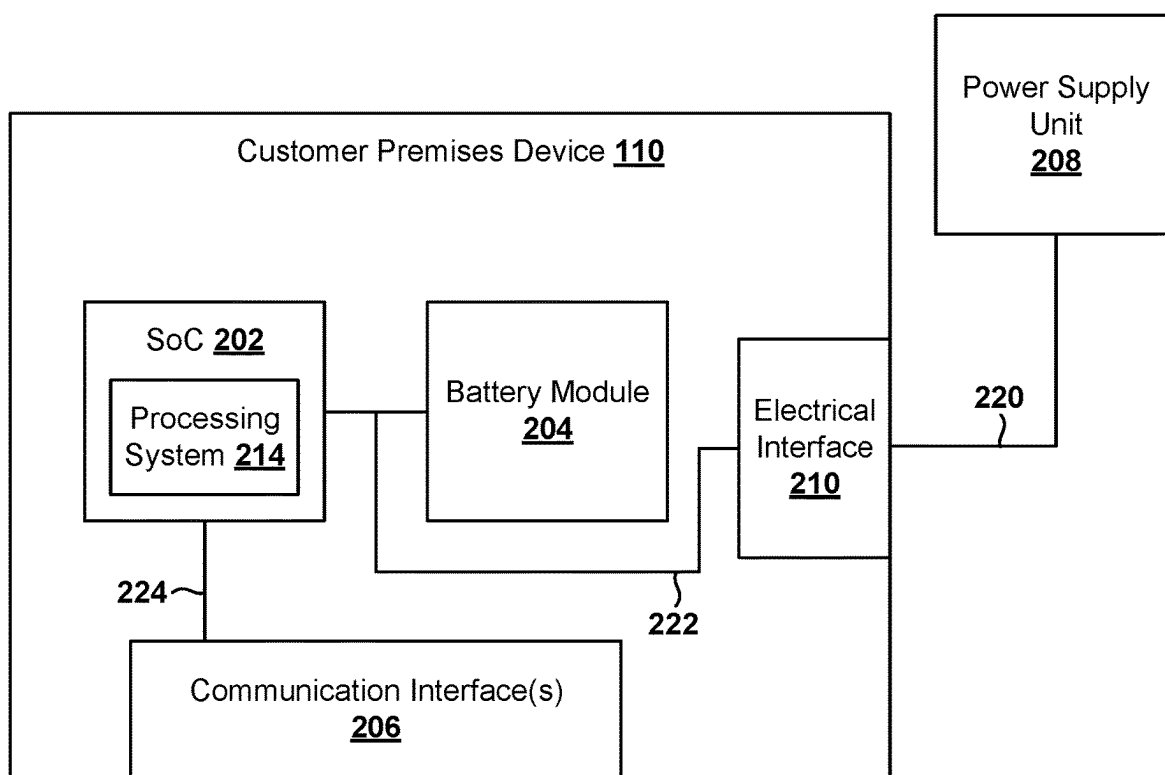 Power Supply
Unit
208
Customer Premises Device 110
SoC 202
Processing
System 214
Battery Module
204
Electrical
Interface
210
220
224
222
Communication Interface(s)
206